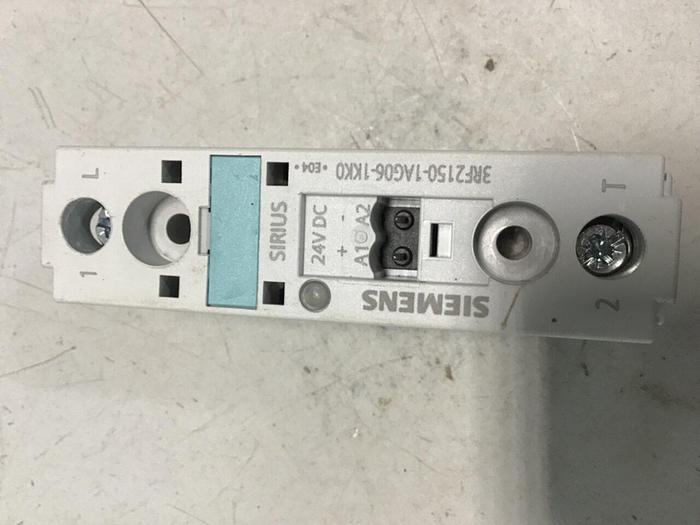 SIEMENS
3RF2150-1AG06-1KK0
•E04•
SIRIUS
24V DC
+ -
A1 A2
1 L
2 T